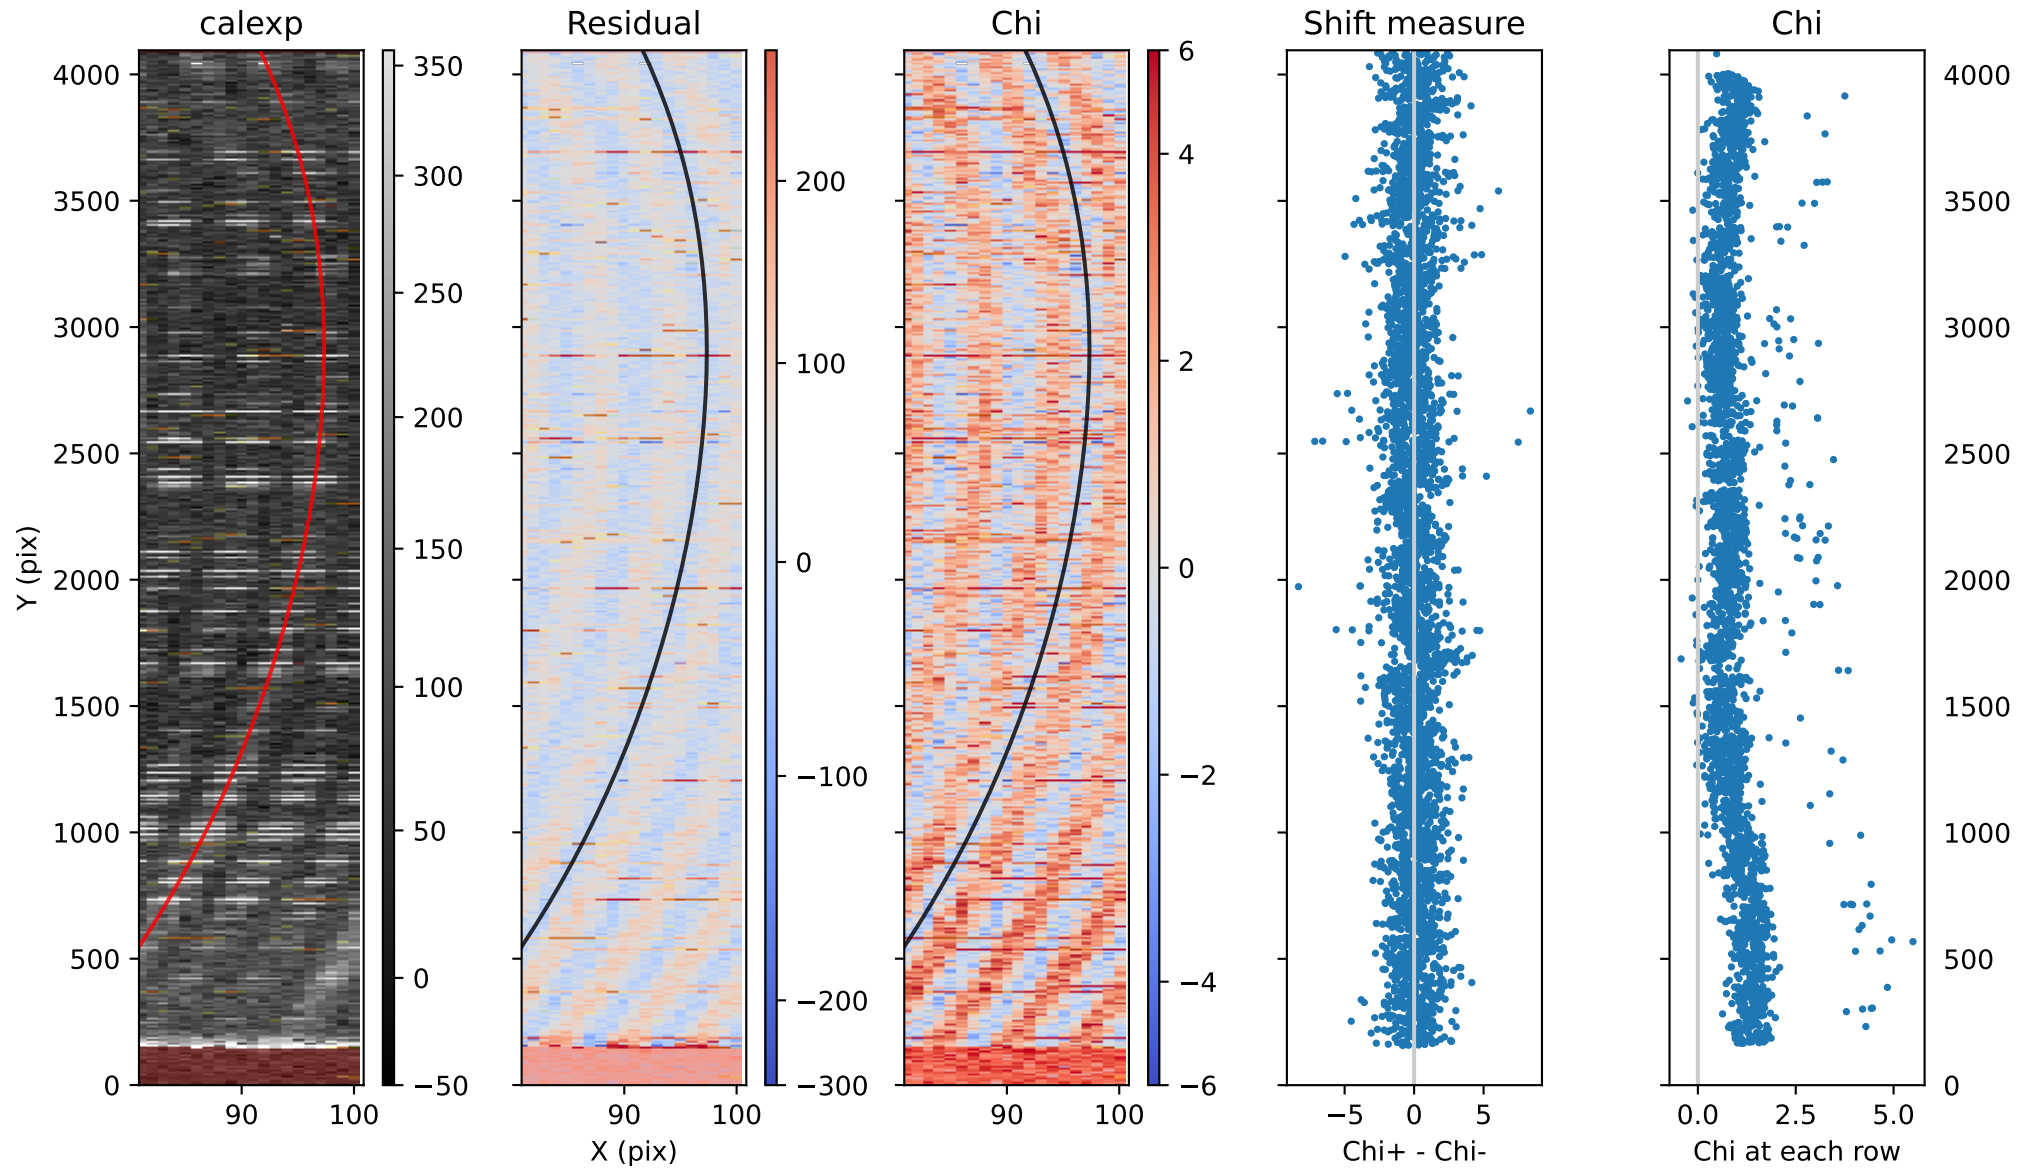 calexp Residual Chi Shift measure Chi
4000 350 6 4000
200 4
3500 300 3500
250
3000 100 2 3000
200
2500 2500
0 0
150
2000 2000
Y (pix)
100 −2
1500 −100 1500
50
1000 1000
−4
500 0 −200 500
0 −50 −300 −6 0
90 100 90 100 90 100 −5 0 5 0.0 2.5 5.0
X (pix) Chi+ - Chi- Chi at each row